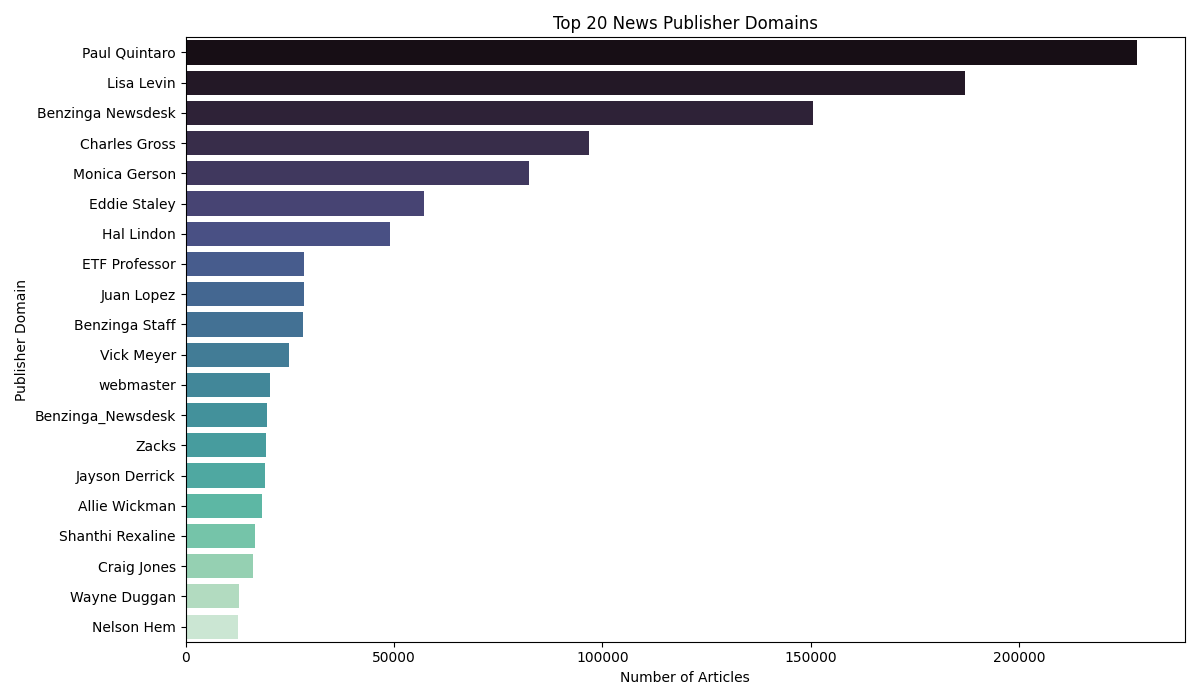 Top 20 News Publisher Domains
Publisher Domain
Paul Quintaro
Lisa Levin
Benzinga Newsdesk
Charles Gross
Monica Gerson
Eddie Staley
Hal Lindon
ETF Professor
Juan Lopez
Benzinga Staff
Vick Meyer
webmaster
Benzinga_Newsdesk
Zacks
Jayson Derrick
Allie Wickman
Shanthi Rexaline
Craig Jones
Wayne Duggan
Nelson Hem
0 50000 100000 150000 200000
Number of Articles